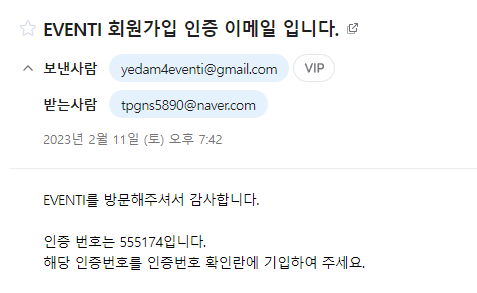 EVENTI 회원가입 인증 이메일 입니다.
보낸사람 yedam4eventi@gmail.com VIP
받는사람 tpgns5890@naver.com
2023년 2월 11일 (토) 오후 7:42
EVENTI를 방문해주셔서 감사합니다.
인증 번호는 555174입니다.
해당 인증번호를 인증번호 확인란에 기입하여 주세요.